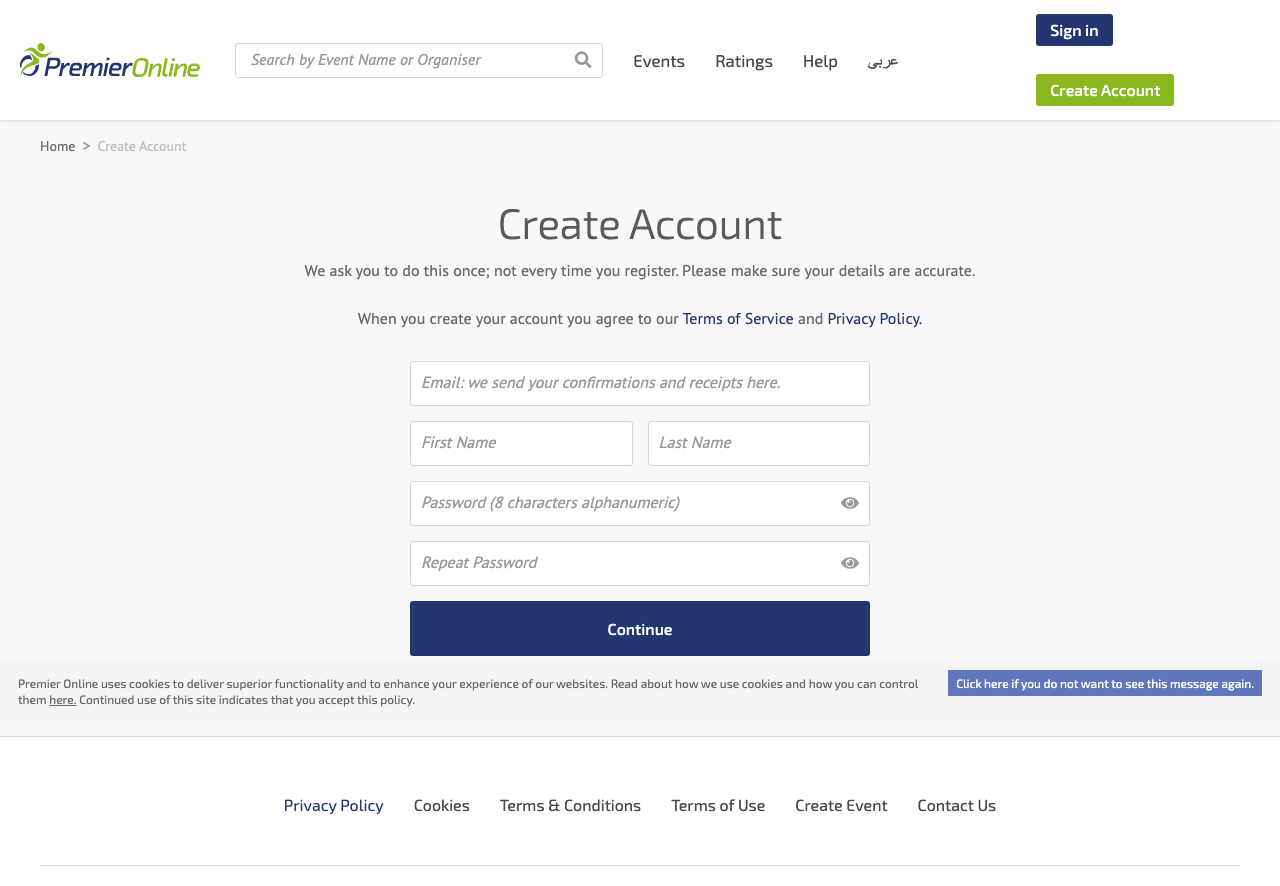 PremierOnline
Search by Event Name or Organiser
Events
Ratings
Help
عربى
Sign in
Create Account
Home > Create Account
Create Account
We ask you to do this once; not every time you register. Please make sure your details are accurate.
When you create your account you agree to our Terms of Service and Privacy Policy.
Email: we send your confirmations and receipts here.
First Name
Last Name
Password (8 characters alphanumeric)
Repeat Password
Continue
Premier Online uses cookies to deliver superior functionality and to enhance your experience of our websites. Read about how we use cookies and how you can control
them here. Continued use of this site indicates that you accept this policy.
Click here if you do not want to see this message again.
Privacy Policy
Cookies
Terms & Conditions
Terms of Use
Create Event
Contact Us